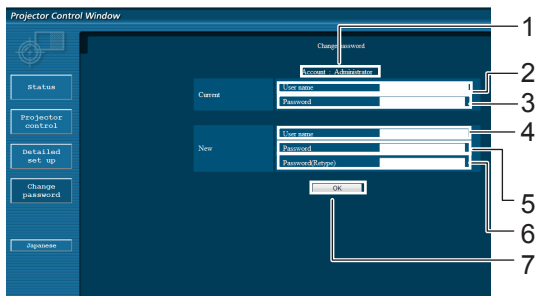 Projector Control Window
Change password
Account : Administrator
Status
Projector
control
Detailed
set up
Change
password
Japanese
Current
User name
Password
New
User name
Password
Password(Retype)
OK
1
2
3
4
5
6
7